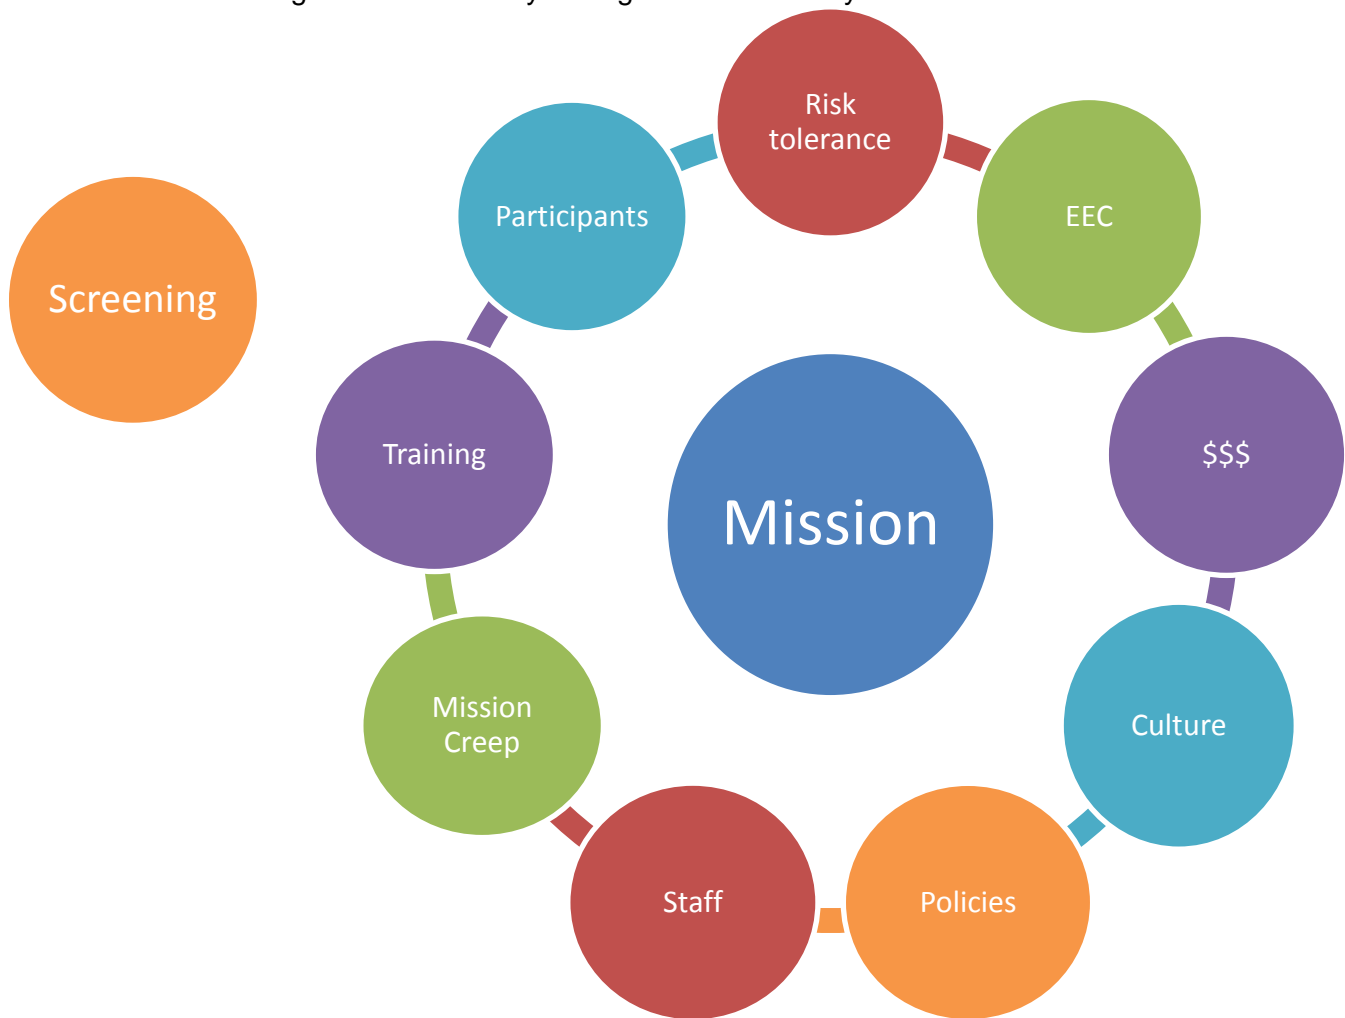 Risk
tolerance
Participants
EEC
Screening
Training
$$$
Mission
Mission
Creep
Culture
Staff
Policies